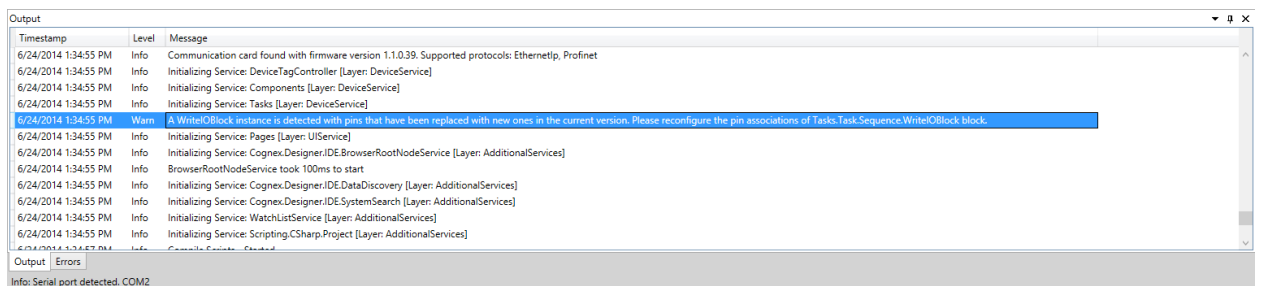 Output
Timestamp Level Message
6/24/2014 1:34:55 PM Info Communication card found with firmware version 1.1.0.39. Supported protocols: EthernetIp, Profinet
6/24/2014 1:34:55 PM Info Initializing Service: DeviceTagController [Layer: DeviceService]
6/24/2014 1:34:55 PM Info Initializing Service: Components [Layer: DeviceService]
6/24/2014 1:34:55 PM Info Initializing Service: Tasks [Layer: DeviceService]
6/24/2014 1:34:55 PM Warn A WriteIOBlock instance is detected with pins that have been replaced with new ones in the current version. Please reconfigure the pin associations of Tasks.Task.Sequence.WriteIOBlock block.
6/24/2014 1:34:55 PM Info Initializing Service: Pages [Layer: UIService]
6/24/2014 1:34:55 PM Info Initializing Service: Cognex.Designer.IDE.BrowserRootNodeService [Layer: AdditionalServices]
6/24/2014 1:34:55 PM Info BrowserRootNodeService took 100ms to start
6/24/2014 1:34:55 PM Info Initializing Service: Cognex.Designer.IDE.DataDiscovery [Layer: AdditionalServices]
6/24/2014 1:34:55 PM Info Initializing Service: Cognex.Designer.IDE.SystemSearch [Layer: AdditionalServices]
6/24/2014 1:34:55 PM Info Initializing Service: WatchListService [Layer: AdditionalServices]
6/24/2014 1:34:55 PM Info Initializing Service: Scripting.CSharp.Project [Layer: AdditionalServices]
6/24/2014 1:34:57 PM Info Compile Scripts - Started
Output Errors
Info: Serial port detected. COM2